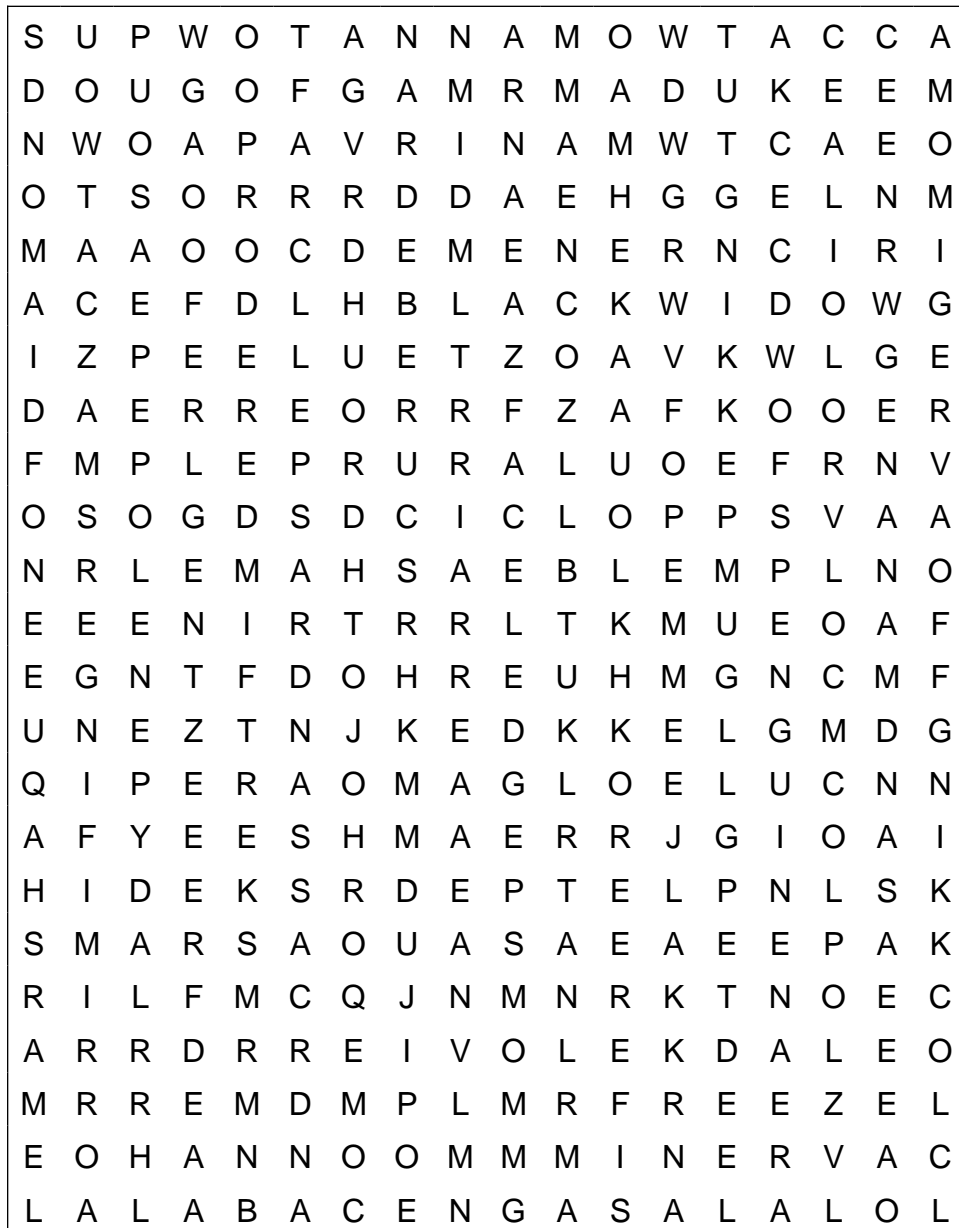 S U P W O T A N N A M O W T A C C A
D O U G O F G A M R M A D U K E E M
N W O A P A V R I N A M W T C A E O
O T S O R R R D D A E H G G E L N M
M A A O O C D E M E N E R N C I R I
A C E F D L H B L A C K W I D O W G
I Z P E E L U E T Z O A V K W L G E
D A E R R E O R R F Z A F K O O E R
F M P L E P R U R A L U O E F R N V
O S O G D S D C I C L O P P S V A A
N R L E M A H S A E B L E M P L N O
E E E N I R T R R L T K M U E O A F
E G N T F D O H R E U H M G N C M F
U N E Z T N J K E D K K E L G M D G
Q I P E R A O M A G L O E L U C N N
A F Y E E S H M A E R R J G I O A I
H I D E K S R D E P T E L P N L S K
S M A R S A O U A S A E A E E P A K
R I L F M C Q J N M N R K T N O E C
A R R D R R E I V O L E K D A L E O
M R R E M D M P L M R F R E E Z E L
E O H A N N O O M M M I N E R V A C
L A L A B A C E N G A S A L A L O L